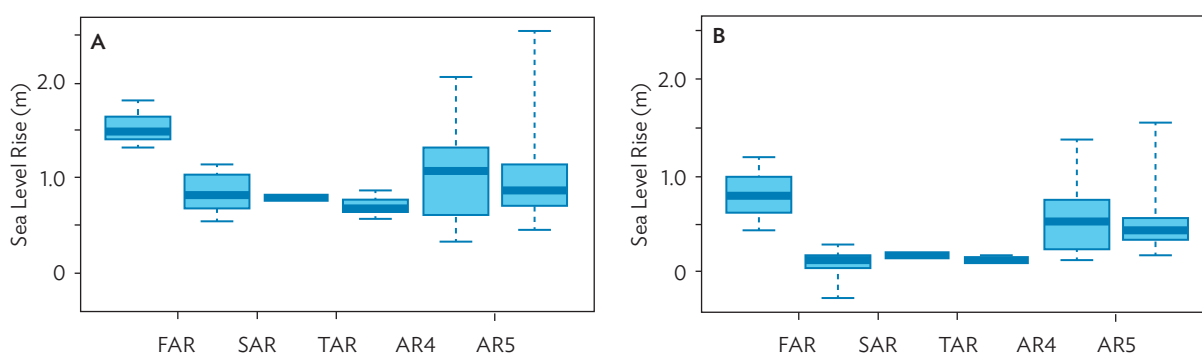 A
Sea Level Rise (m)
2.0
1.0
0
FAR SAR TAR AR4 AR5
B
Sea Level Rise (m)
2.0
1.0
0
FAR SAR TAR AR4 AR5